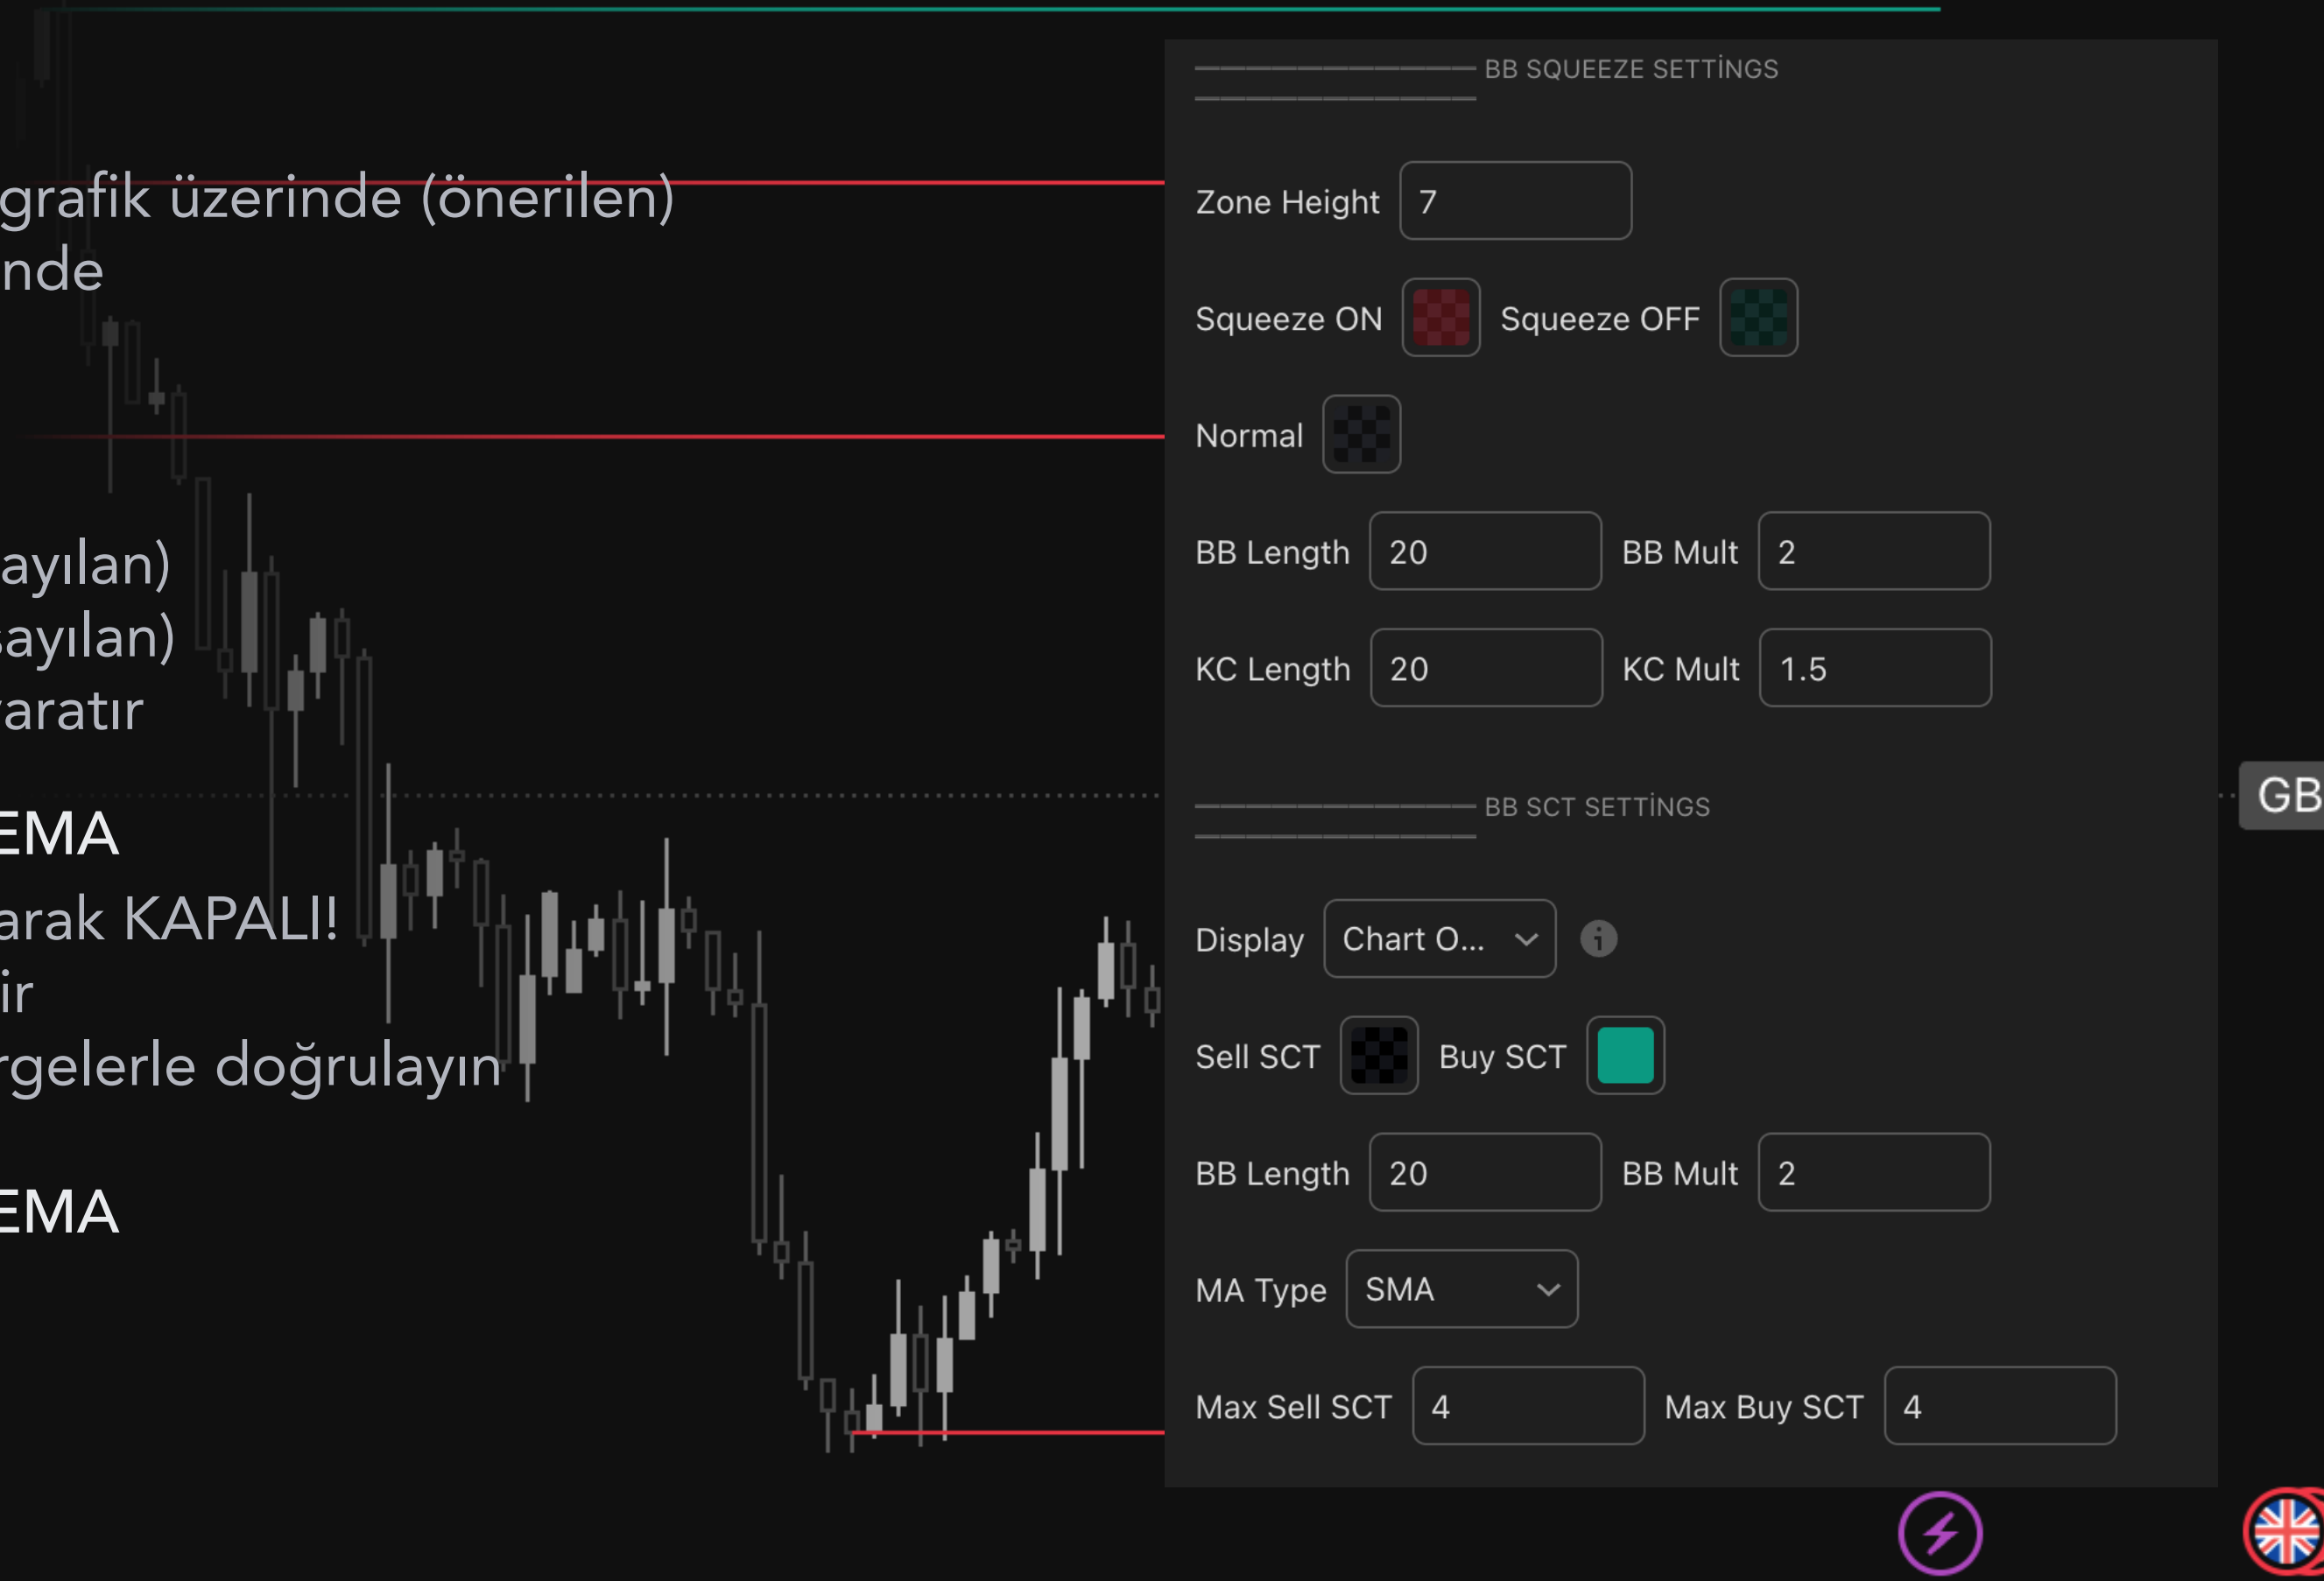 grafik üzerinde (önerilen)
nde
ayılan)
sayılan)
yaratır
EMA
arak KAPALI!
ir
rgelerle doğrulayın
EMA
BB SQUEEZE SETTİNGS
Zone Height 7
Squeeze ON Squeeze OFF
Normal
BB Length 20 BB Mult 2
KC Length 20 KC Mult 1.5
BB SCT SETTİNGS
Display Chart O...
Sell SCT Buy SCT
BB Length 20 BB Mult 2
MA Type SMA
Max Sell SCT 4 Max Buy SCT 4
GB